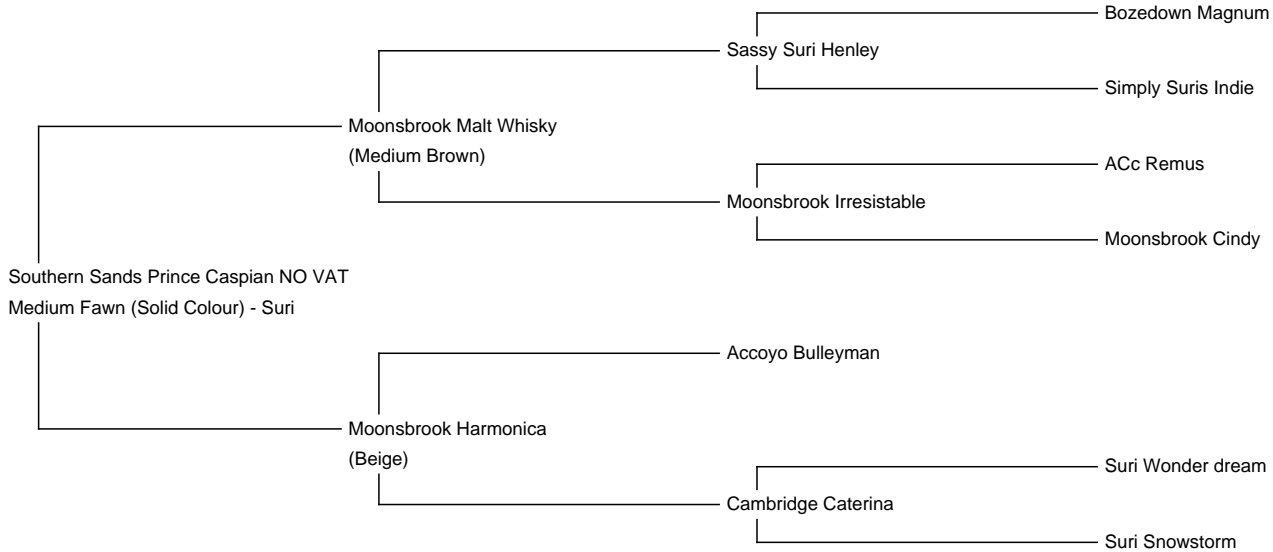 Bozedown Magnum
Sassy Suri Henley
Simply Suris Indie
Moonsbrook Malt Whisky
(Medium Brown)
ACc Remus
Moonsbrook Irresistable
Moonsbrook Cindy
Southern Sands Prince Caspian NO VAT
Medium Fawn (Solid Colour) - Suri
Accoyo Bulleyman
Moonsbrook Harmonica
(Beige)
Suri Wonder dream
Cambridge Caterina
Suri Snowstorm